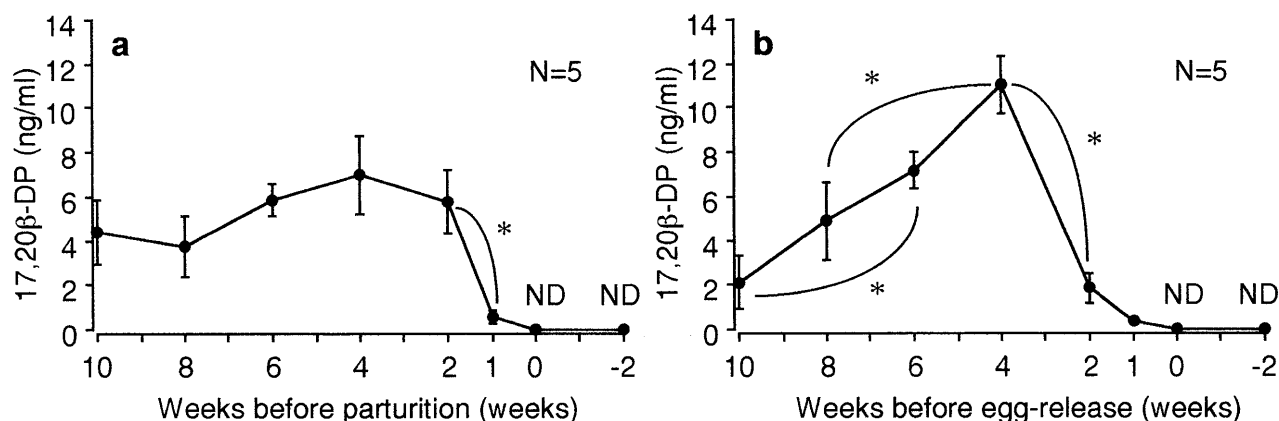 a
17,20β-DP (ng/ml)
14
12
10
8
6
4
2
0
N=5
*
ND ND
10 8 6 4 2 1 0 -2
Weeks before parturition (weeks)
b
17,20β-DP (ng/ml)
14
12
10
8
6
4
2
0
N=5
*
*
*
ND ND
10 8 6 4 2 1 0 -2
Weeks before egg-release (weeks)